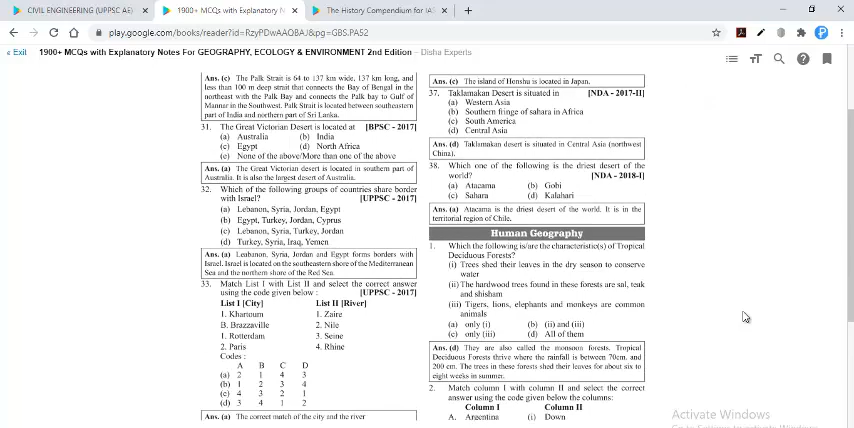 CIVIL ENGINEERING (UPPSC AE) ×
1900+ MCQs with Explanatory N ×
The History Compendium for IAS ×
+
play.google.com/books/reader?id=RzyPDwAAQBAJ&pg=GBS.PA52
« Exit 1900+ MCQs with Explanatory Notes For GEOGRAPHY, ECOLOGY & ENVIRONMENT 2nd Edition – Disha Experts
Ans. (c) The Palk Strait is 64 to 137 km wide, 137 km long, and
less than 100 m deep strait that connects the Bay of Bengal in the
northeast with the Palk Bay and connects the Palk bay to Gulf of
Mannar in the Southwest. Palk Strait is located between southeastern
part of India and northern part of Sri Lanka.
31. The Great Victorian Desert is located at [BPSC - 2017]
(a) Australia (b) India
(c) Egypt (d) North Africa
(e) None of the above/More than one of the above
Ans. (a) The Great Victorian desert is located in southern part of
Australia. It is also the largest desert of Australia.
32. Which of the following groups of countries share border
with Israel? [UPPSC - 2017]
(a) Lebanon, Syria, Jordan, Egypt
(b) Egypt, Turkey, Jordan, Cyprus
(c) Lebanon, Syria, Turkey, Jordan
(d) Turkey, Syria, Iraq, Yemen
Ans. (a) Leabanon, Syria, Jordan and Egypt forms borders with
Israel. Israel is located on the southeastern shore of the Mediterranean
Sea and the northern shore of the Red Sea.
33. Match List I with List II and select the correct answer
using the code given below : [UPPSC - 2017]
List I [City] List II [River]
1. Khartoum 1. Zaire
B. Brazzaville 2. Nile
1. Rotterdam 3. Seine
2. Paris 4. Rhine
Codes :
A B C D
(a) 2 1 4 3
(b) 1 2 3 4
(c) 4 3 2 1
(d) 3 4 1 2
Ans. (a) The correct match of the city and the river
Ans. (c) The island of Honshu is located in Japan.
37. Taklamakan Desert is situated in [NDA - 2017-II]
(a) Western Asia
(b) Southern fringe of sahara in Africa
(c) South America
(d) Central Asia
Ans. (d) Taklamakan desert is situated in Central Asia (northwest
China).
38. Which one of the following is the driest desert of the
world? [NDA - 2018-I]
(a) Atacama (b) Gobi
(c) Sahara (d) Kalahari
Ans. (a) Atacama is the driest desert of the world. It is in the
territorial region of Chile.
Human Geography
1. Which the following is/are the characteristic(s) of Tropical
Deciduous Forests?
(i) Trees shed their leaves in the dry season to conserve
water
(ii) The hardwood trees found in these forests are sal, teak
and shisham
(iii) Tigers, lions, elephants and monkeys are common
animals
(a) only (i) (b) (ii) and (iii)
(c) only (iii) (d) All of them
Ans. (d) They are also called the monsoon forests. Tropical
Deciduous Forests thrive where the rainfall is between 70cm. and
200 cm. The trees in these forests shed their leaves for about six to
eight weeks in summer.
2. Match column I with column II and select the correct
answer using the code given below the columns:
Column I Column II
A. Argentina (i) Down
Activate Windows